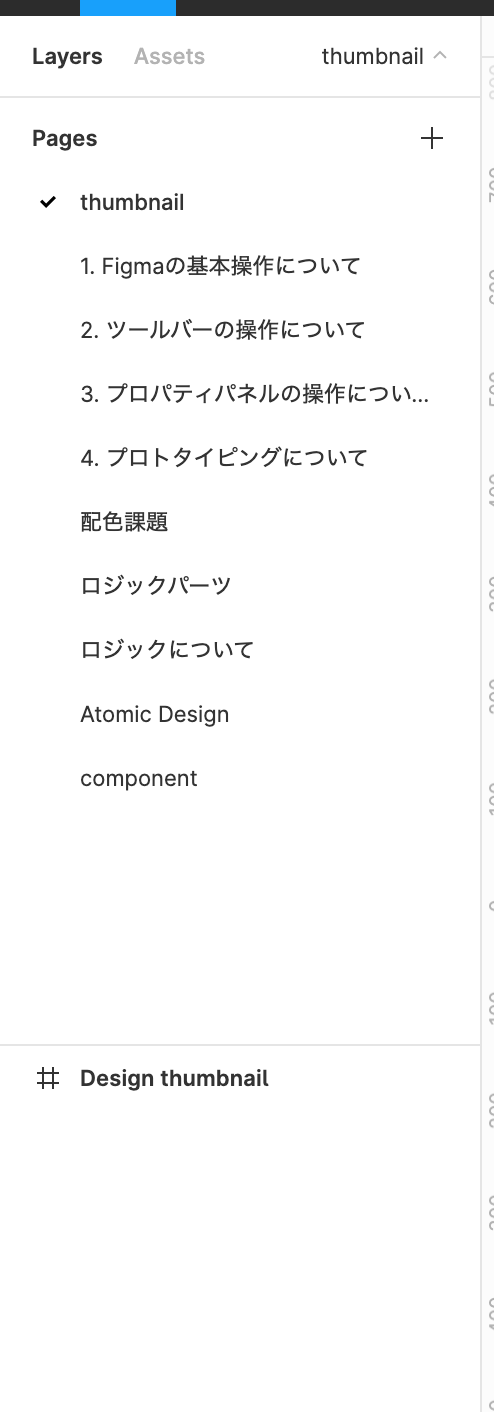 Layers Assets thumbnail
Pages
thumbnail
1. Figmaの基本操作について
2. ツールバーの操作について
3. プロパティパネルの操作につい...
4. プロトタイピングについて
配色課題
ロジックパーツ
ロジックについて
Atomic Design
component
Design thumbnail